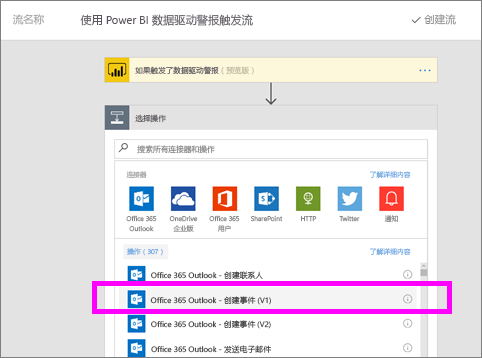 流名称 使用 Power BI 数据驱动警报触发流 创建流
如果触发了数据驱动警报（预览版） ...
选择操作
搜索所有连接器和操作
连接器 了解详细内容
Office 365 Outlook
OneDrive 企业版
Office 365 用户
SharePoint
HTTP
Twitter
通知
操作（307） 了解详细内容
Office 365 Outlook - 创建联系人
Office 365 Outlook - 创建事件 (V1)
Office 365 Outlook - 创建事件 (V2)
Office 365 Outlook - 发送电子邮件